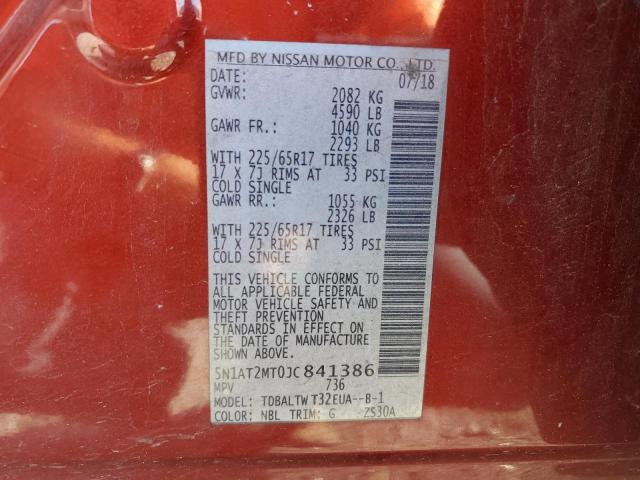 MFD BY NISSAN MOTOR CO.,LTD.
DATE: 07/18
GVWR: 2082 KG
4590 LB
GAWR FR.: 1040 KG
2293 LB
WITH 225/65R17 TIRES
17 X 7J RIMS AT 33 PSI
COLD SINGLE
GAWR RR.: 1055 KG
2326 LB
WITH 225/65R17 TIRES
17 X 7J RIMS AT 33 PSI
COLD SINGLE
THIS VEHICLE CONFORMS TO
ALL APPLICABLE FEDERAL
MOTOR VEHICLE SAFETY AND
AND THEFT PREVENTION
STANDARDS IN EFFECT ON
THE DATE OF MANUFACTURE
SHOWN ABOVE.
5N1AT2MT0JC841386
MPV 736
MODEL: TDBALTW T32EUA--B-1
COLOR: NBL TRIM: G ZS30A